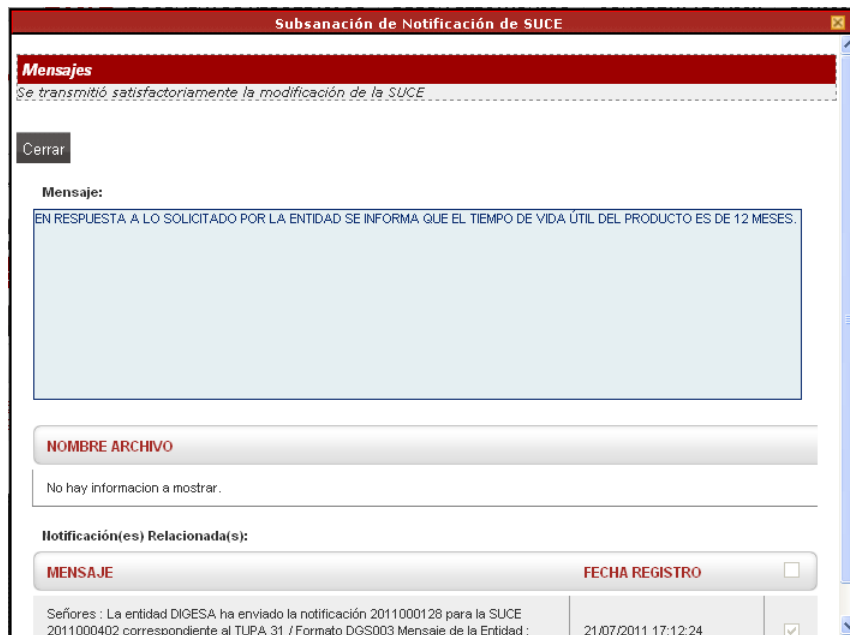 Subsanación de Notificación de SUCE
Mensajes
Se transmitió satisfactoriamente la modificación de la SUCE
Cerrar
Mensaje:
EN RESPUESTA A LO SOLICITADO POR LA ENTIDAD SE INFORMA QUE EL TIEMPO DE VIDA ÚTIL DEL PRODUCTO ES DE 12 MESES.
NOMBRE ARCHIVO
No hay informacion a mostrar.
Notificación(es) Relacionada(s):
MENSAJE FECHA REGISTRO
Señores : La entidad DIGESA ha enviado la notificación 2011000128 para la SUCE
2011000402 correspondiente al TUPA 31 / Formato DGS003 Mensaje de la Entidad : 21/07/2011 17:12:24